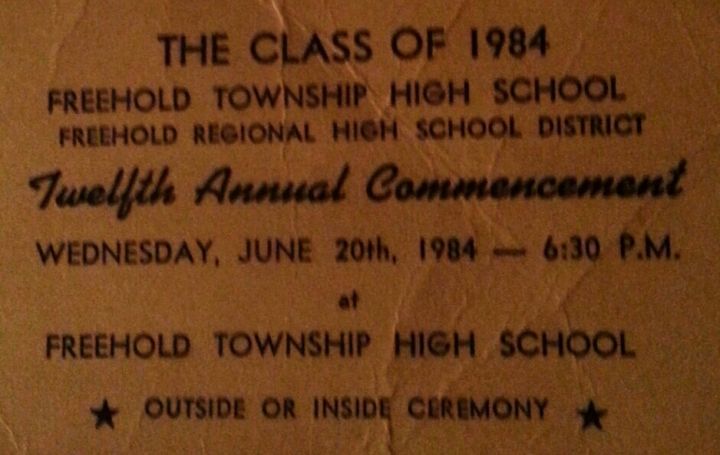 THE CLASS OF 1984
FREEHOLD TOWNSHIP HIGH SCHOOL
FREEHOLD REGIONAL HIGH SCHOOL DISTRICT
Twelfth Annual Commencement
WEDNESDAY, JUNE 20th, 1984 — 6:30 P.M.
at
FREEHOLD TOWNSHIP HIGH SCHOOL
★ OUTSIDE OR INSIDE CEREMONY ★